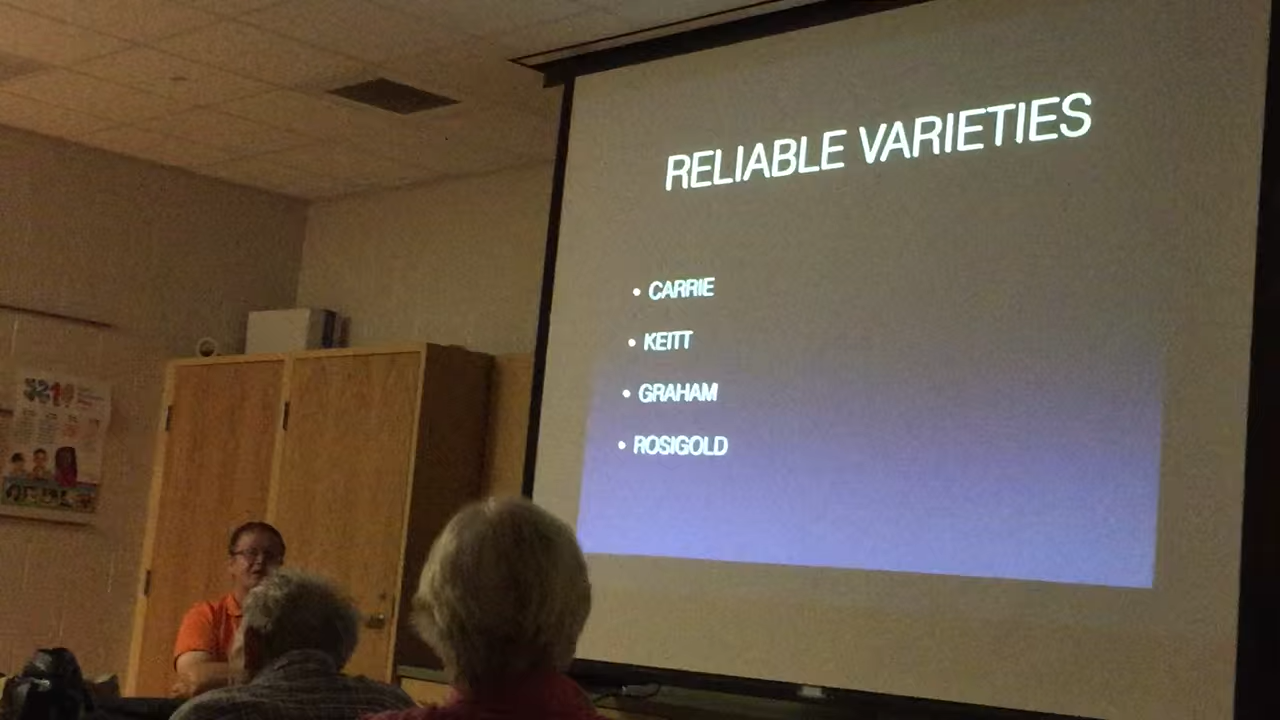 RELIABLE VARIETIES
• CARRIE
• KEITT
• GRAHAM
• ROSIGOLD